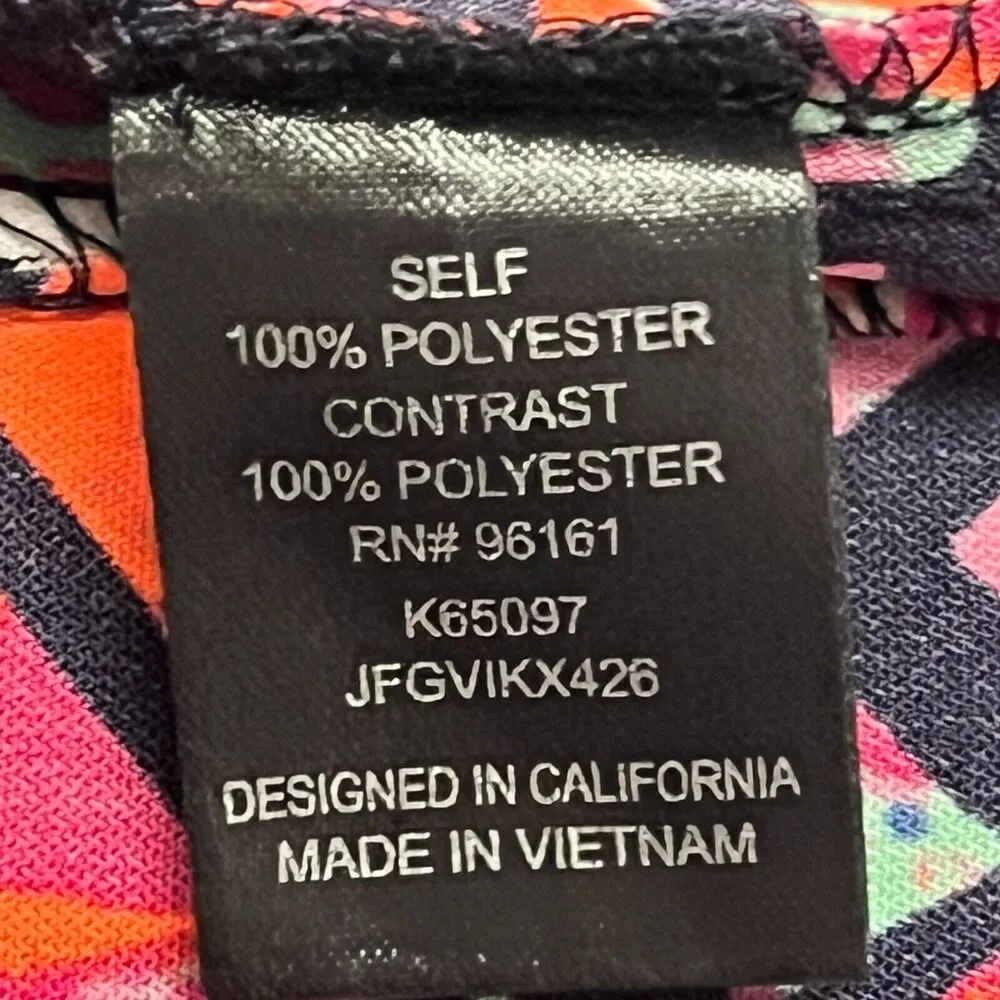 SELF
100% POLYESTER
CONTRAST
100% POLYESTER
RN# 96161
K65097
JFGVIKX426
DESIGNED IN CALIFORNIA
MADE IN VIETNAM